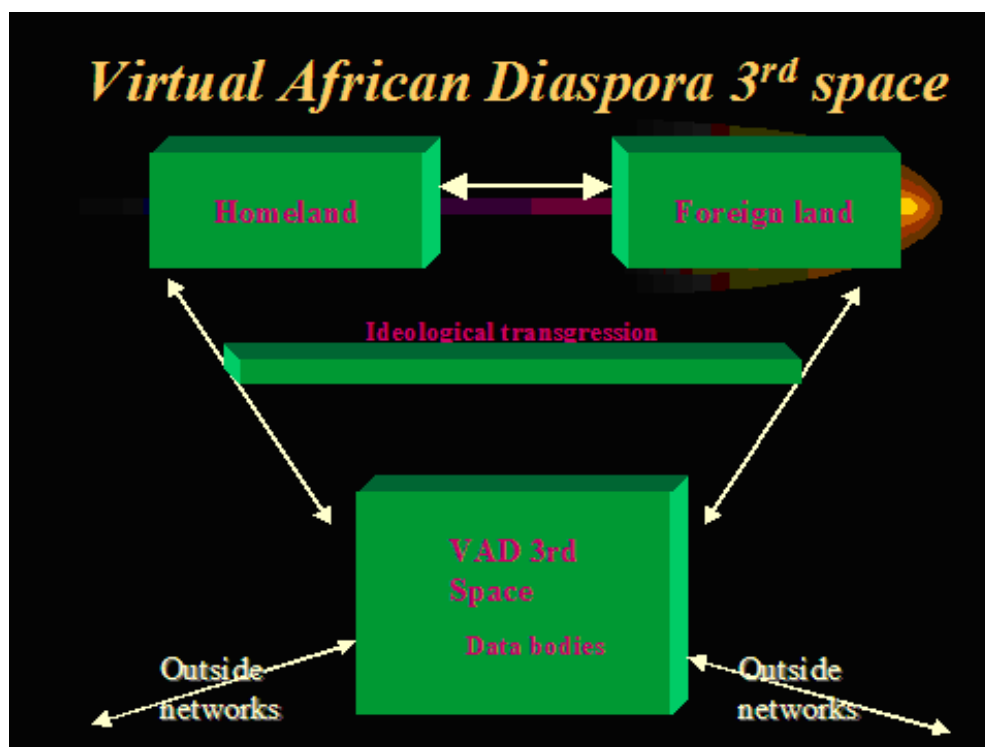 Virtual African Diaspora 3rd space
Homeland
Foreign land
Ideological transgression
VAD 3rd
Space
Data bodies
Outside
networks
Outside
networks